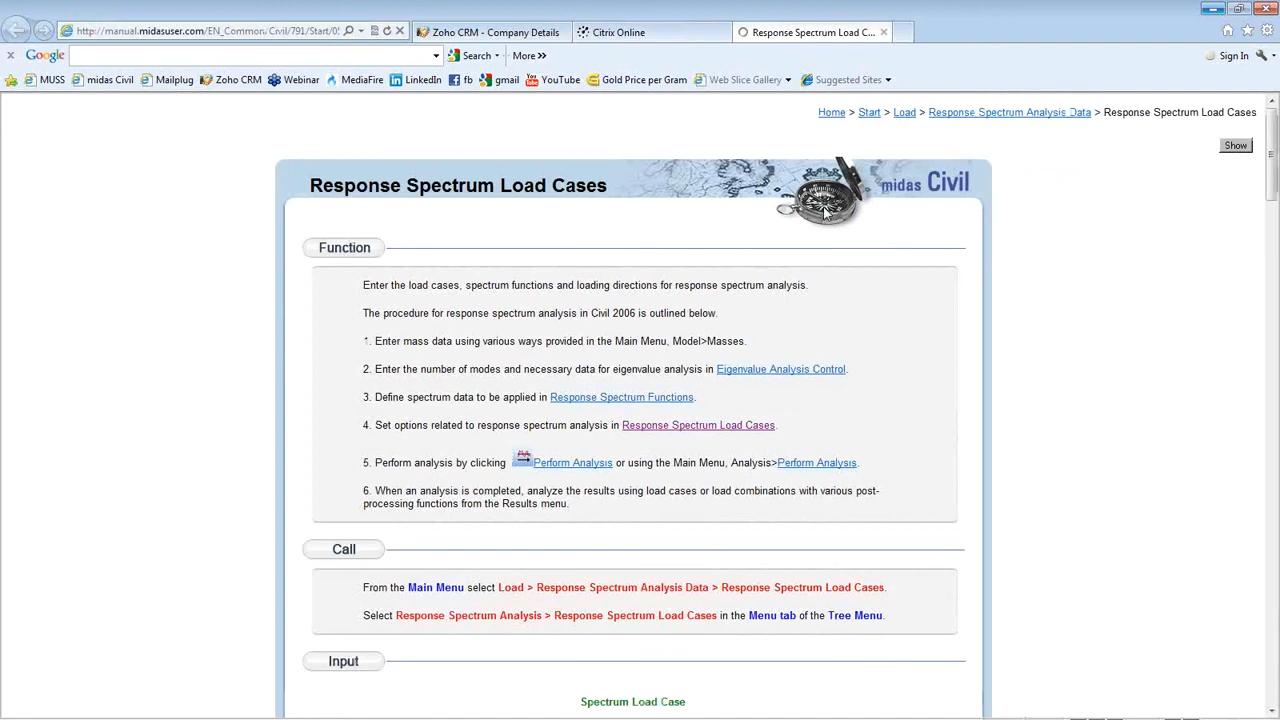 http://manual.midasuser.com/EN_Common/Civil/791/Start/05
Zoho CRM - Company Details
Citrix Online
Response Spectrum Load C...
Google
Search
More »
Sign In
MUSS
midas Civil
Mailplug
Zoho CRM
Webinar
MediaFire
LinkedIn
fb
gmail
YouTube
Gold Price per Gram
Web Slice Gallery
Suggested Sites
Home > Start > Load > Response Spectrum Analysis Data > Response Spectrum Load Cases
Show
Response Spectrum Load Cases
midas Civil
Function
Enter the load cases, spectrum functions and loading directions for response spectrum analysis.
The procedure for response spectrum analysis in Civil 2006 is outlined below.
1. Enter mass data using various ways provided in the Main Menu, Model>Masses.
2. Enter the number of modes and necessary data for eigenvalue analysis in Eigenvalue Analysis Control.
3. Define spectrum data to be applied in Response Spectrum Functions.
4. Set options related to response spectrum analysis in Response Spectrum Load Cases.
5. Perform analysis by clicking Perform Analysis or using the Main Menu, Analysis>Perform Analysis.
6. When an analysis is completed, analyze the results using load cases or load combinations with various post-
processing functions from the Results menu.
Call
From the Main Menu select Load > Response Spectrum Analysis Data > Response Spectrum Load Cases.
Select Response Spectrum Analysis > Response Spectrum Load Cases in the Menu tab of the Tree Menu.
Input
Spectrum Load Case